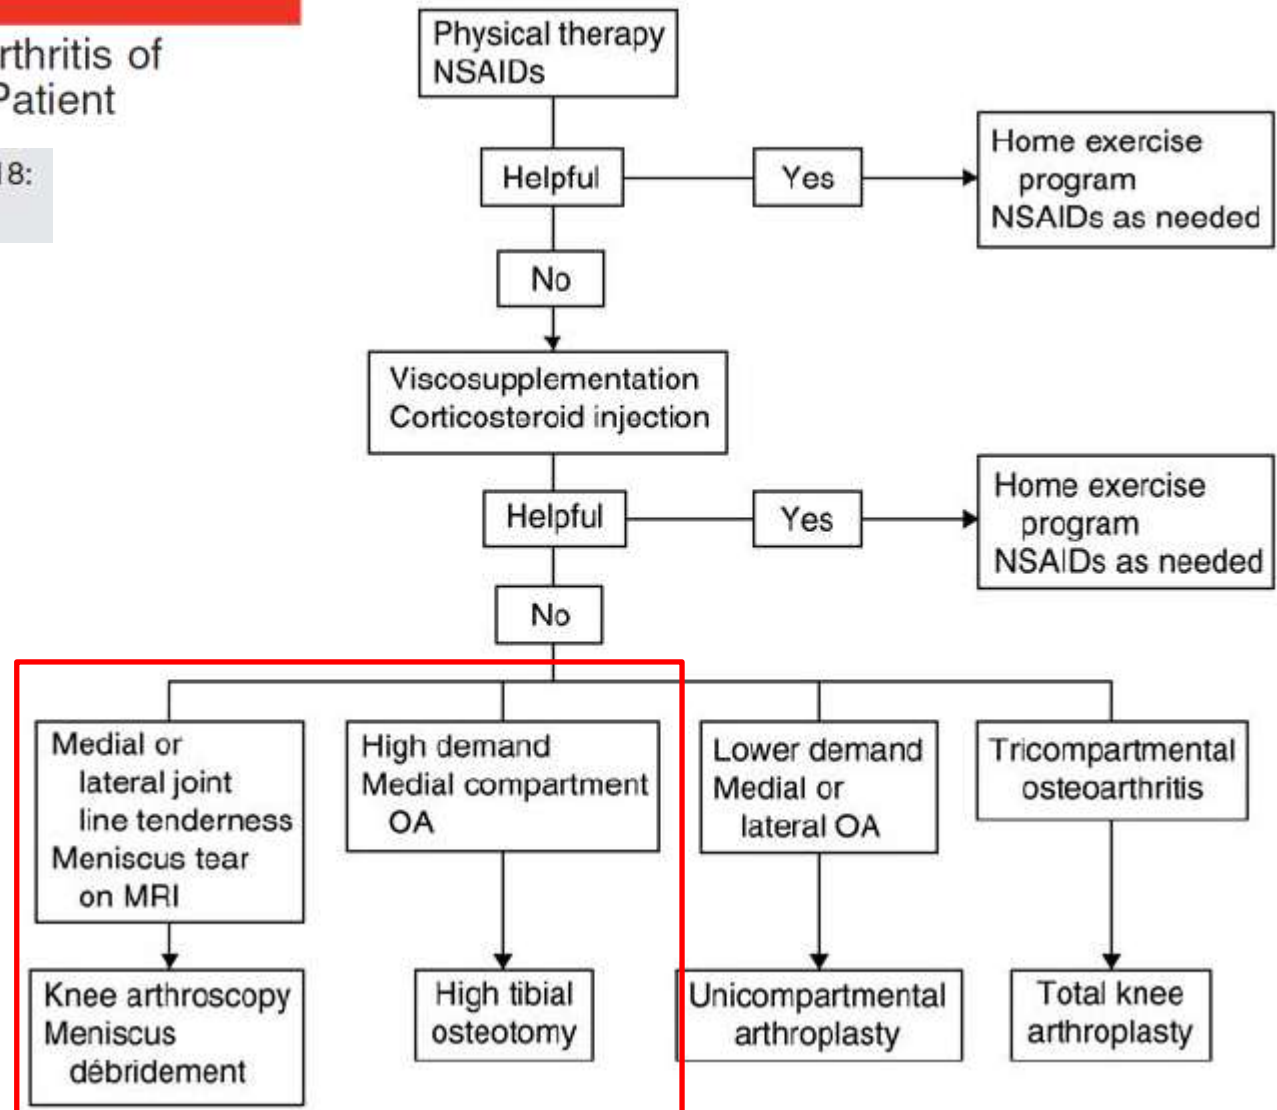 rthritis of
Patient
18:
Physical therapy
NSAIDs
Helpful
Yes
Home exercise
program
NSAIDs as needed
No
Viscosupplementation
Corticosteroid injection
Helpful
Yes
Home exercise
program
NSAIDs as needed
No
Medial or
lateral joint
line tenderness
Meniscus tear
on MRI
High demand
Medial compartment
OA
Lower demand
Medial or
lateral OA
Tricompartmental
osteoarthritis
Knee arthroscopy
Meniscus
débridement
High tibial
osteotomy
Unicompartmental
arthroplasty
Total knee
arthroplasty